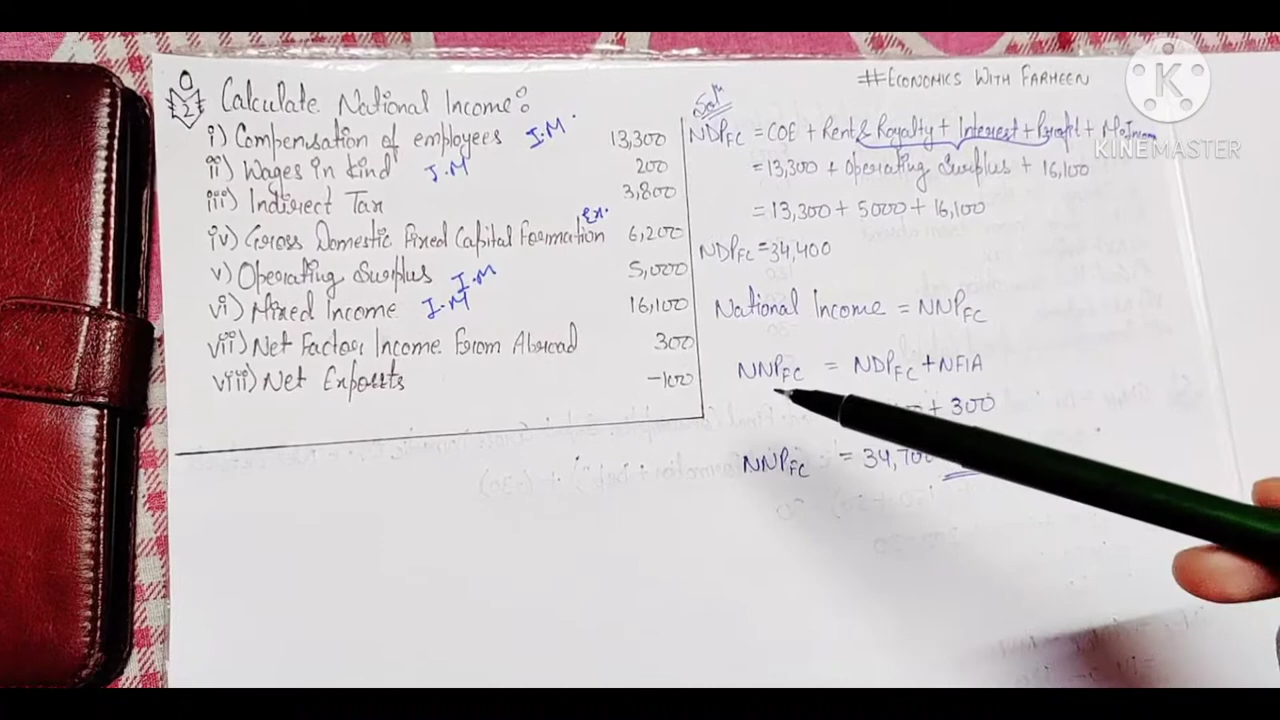 #ECONOMICS WITH FARHEEN
K
KINEMASTER
Q 2 Calculate National Income:
i) Compensation of employees I.M. 13,300
ii) Wages in kind I.M 200
iii) Indirect Tax 3,800
iv) Gross Domestic Fixed Capital Formation Ex. 6,200
v) Operating Surplus I.M 5,000
vi) Mixed Income I.M 16,100
vii) Net Factor Income From Abroad 300
viii) Net Exports -100
Solⁿ
NDPFC = COE + Rent & Royalty + Interest + Profit +
= 13,300 + Operating Surplus + 16,100
= 13,300 + 5000 + 16,100
NDPFC = 34,400
National Income = NNPFC
NNPFC = NDPFC + NFIA
+ 300
NNPFC = 34,700